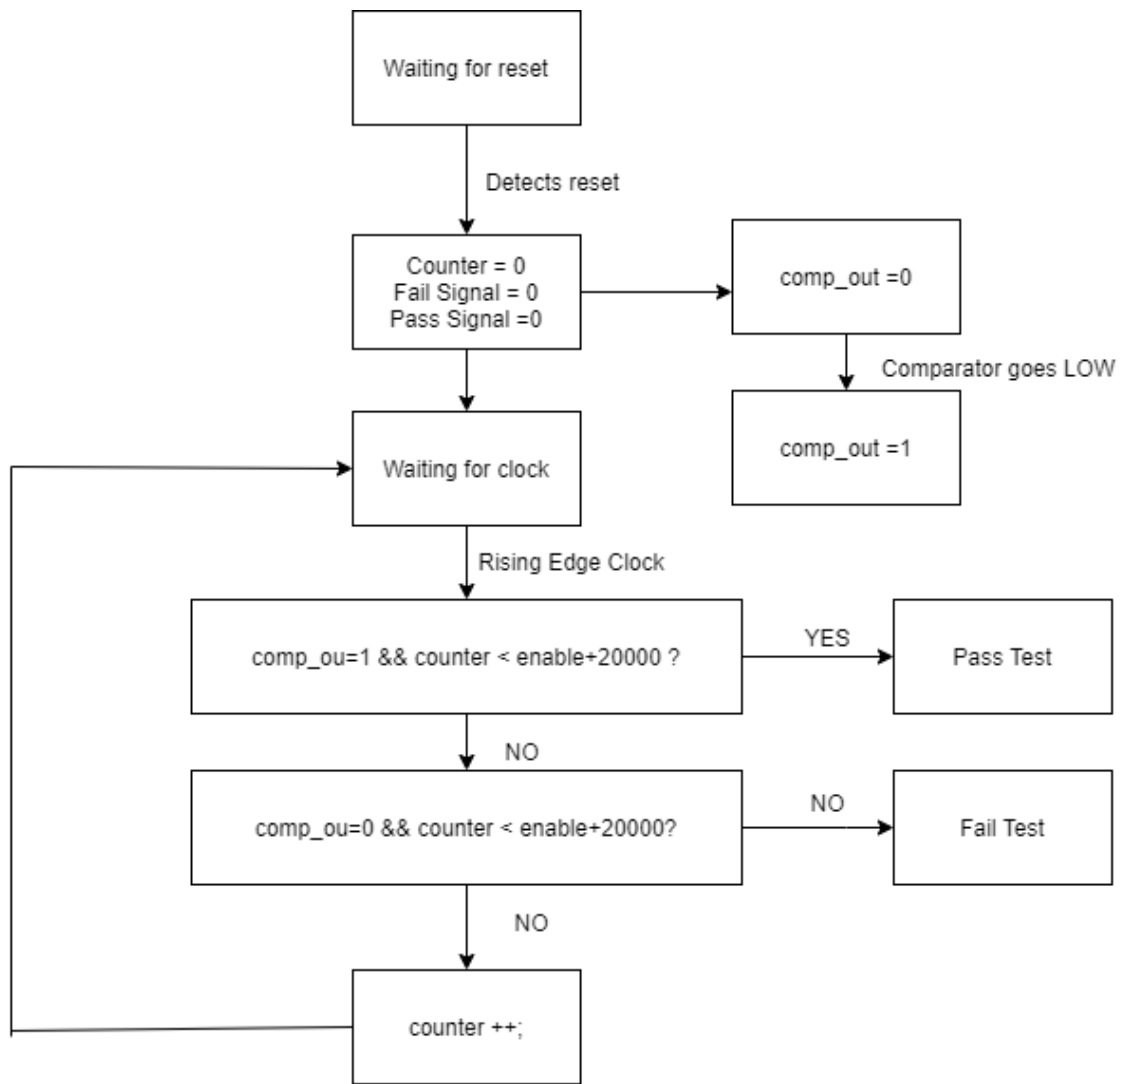 Waiting for reset
Detects reset
Counter = 0
Fail Signal = 0
Pass Signal =0
comp_out =0
Comparator goes LOW
comp_out =1
Waiting for clock
Rising Edge Clock
comp_ou=1 && counter < enable+20000 ?
YES
Pass Test
NO
comp_ou=0 && counter < enable+20000?
NO
Fail Test
NO
counter ++;